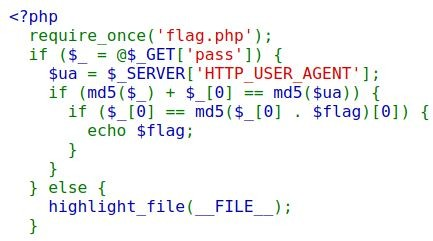 <?php
  require_once('flag.php');
  if ($_ = @$_GET['pass']) {
    $ua = $_SERVER['HTTP_USER_AGENT'];
    if (md5($_) + $_[0] == md5($ua)) {
      if ($_[0] == md5($_[0] . $flag)[0]) {
        echo $flag;
      }
    }
  } else {
    highlight_file(__FILE__);
  }